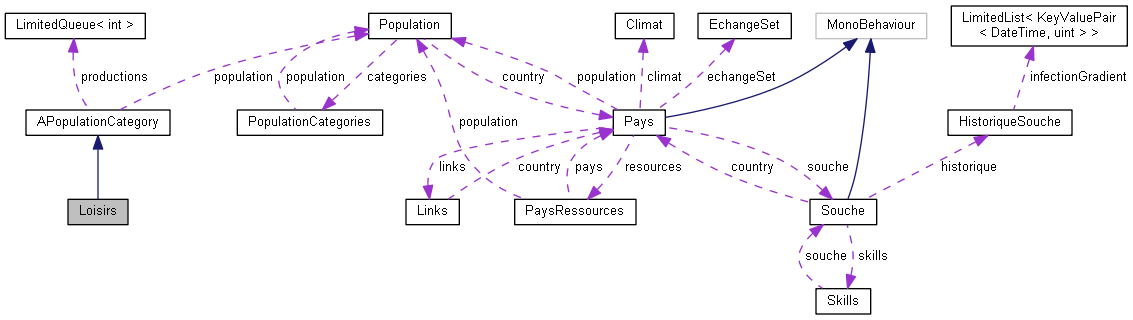 LimitedQueue< int >
Population
Climat
EchangeSet
MonoBehaviour
LimitedList< KeyValuePair
< DateTime, uint > >
productions
population
population
categories
country
population
climat
echangeSet
infectionGradient
APopulationCategory
PopulationCategories
population
Pays
HistoriqueSouche
links
country
pays
resources
country
souche
historique
Loisirs
Links
PaysRessources
Souche
souche
skills
Skills